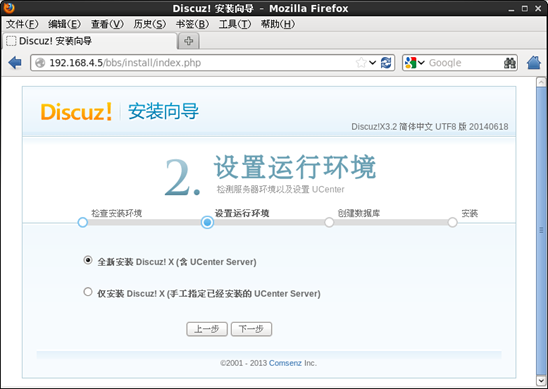 Discuz! 安装向导 - Mozilla Firefox
文件(F) 编辑(E) 查看(V) 历史(S) 书签(B) 工具(T) 帮助(H)
Discuz! 安装向导
192.168.4.5/bbs/install/index.php
Google
Discuz! 安装向导
Discuz!X3.2 简体中文 UTF8 版 20140618
2. 设置运行环境
检测服务器环境以及设置 UCenter
检查安装环境 设置运行环境 创建数据库 安装
全新安装 Discuz! X (含 UCenter Server)
仅安装 Discuz! X (手工指定已经安装的 UCenter Server)
上一步 下一步
©2001 - 2013 Comsenz Inc.